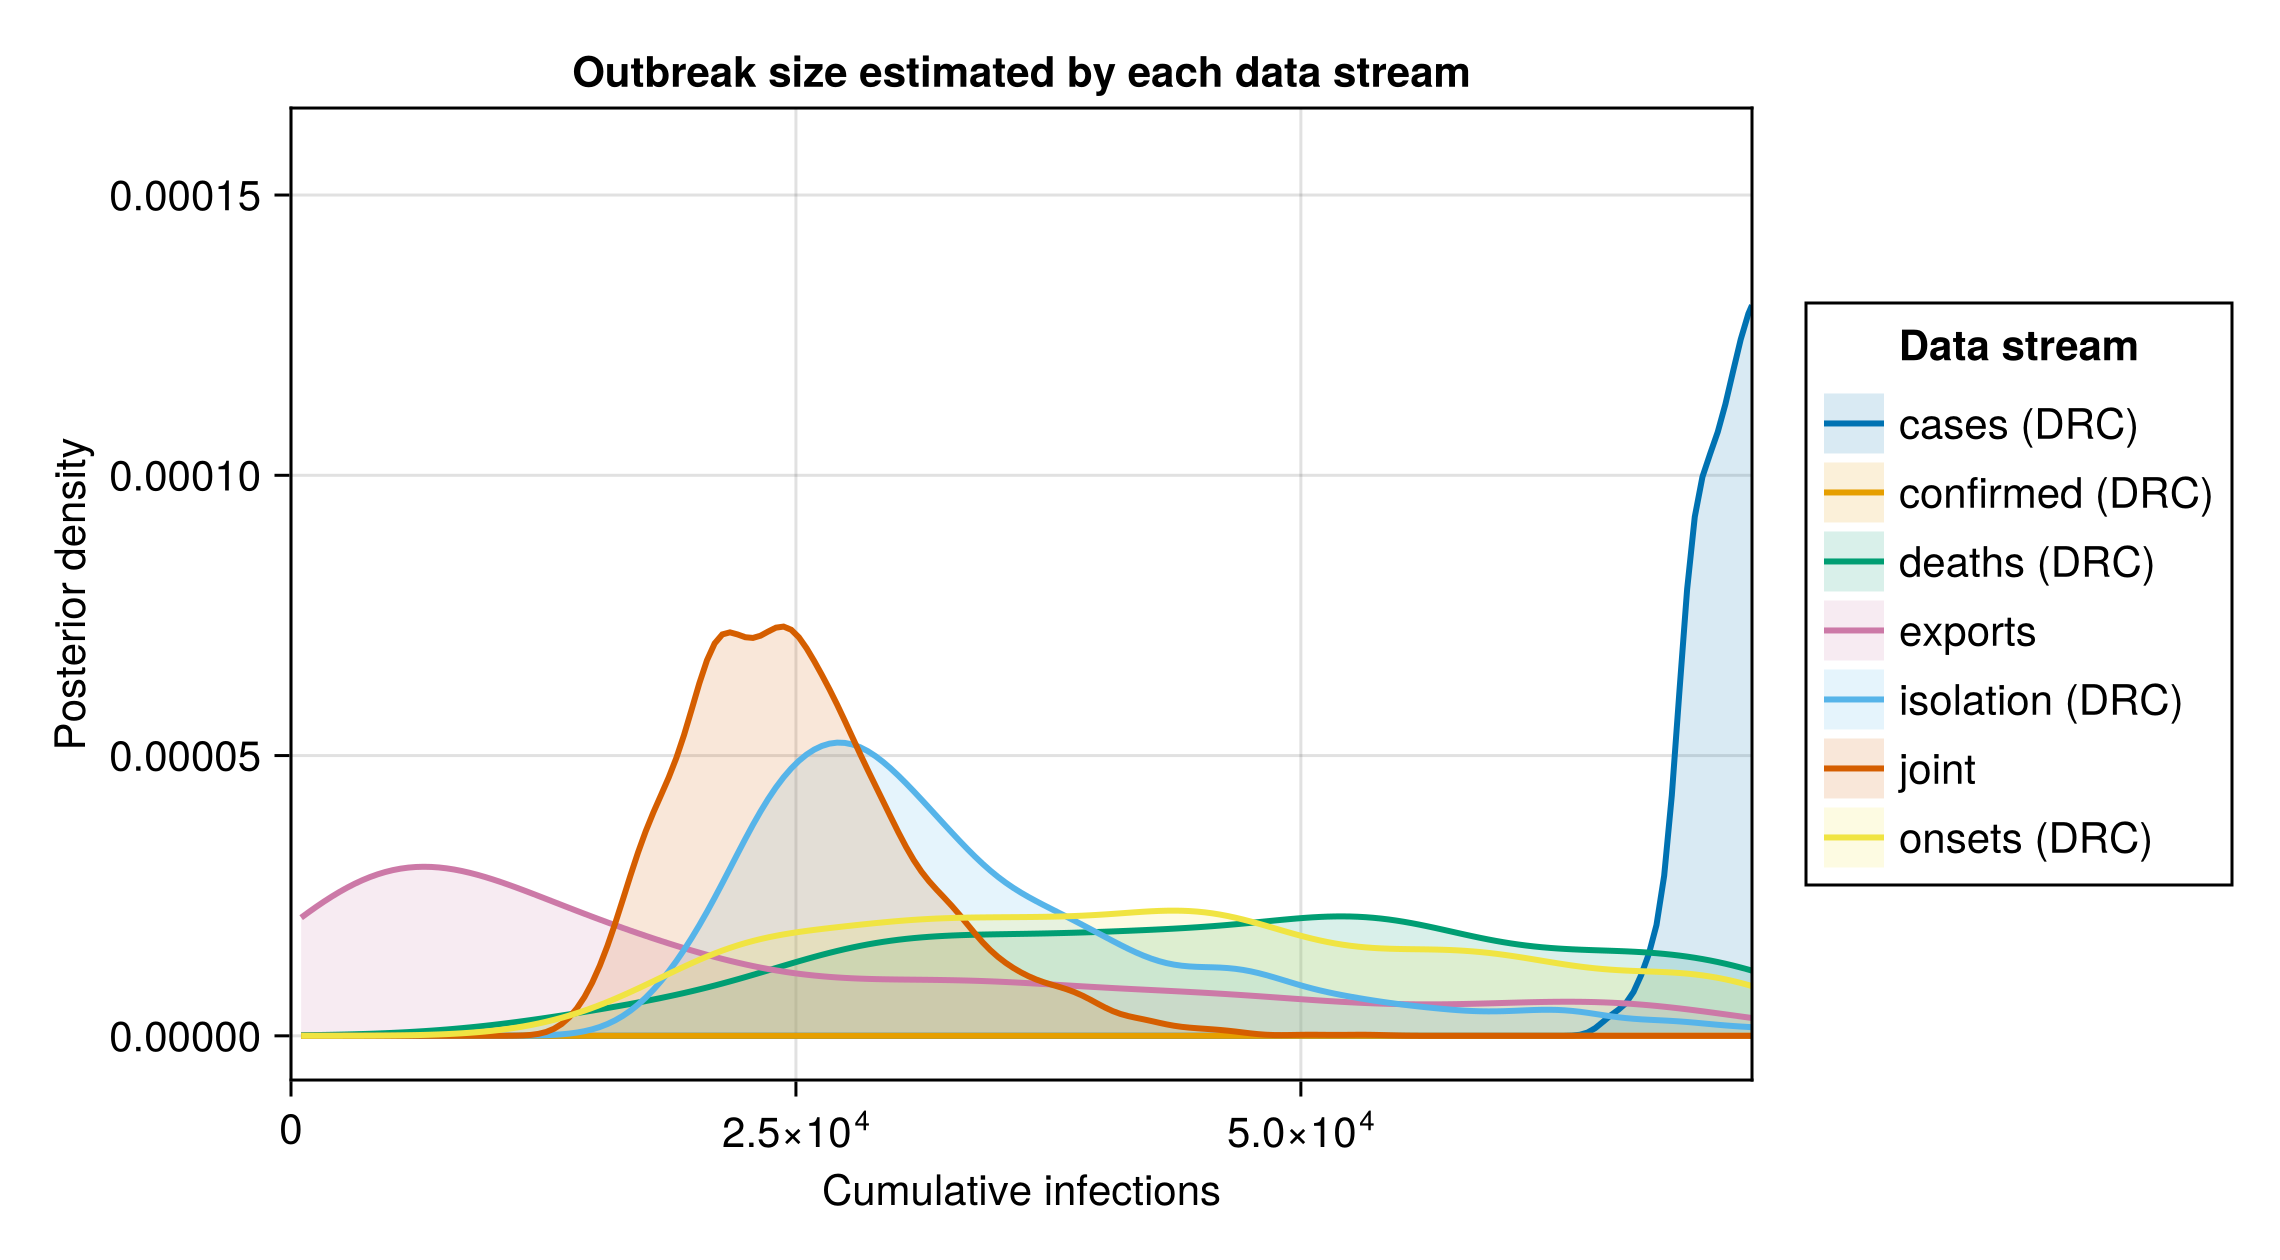 Outbreak size estimated by each data stream
Posterior density
0.00015
0.00010
0.00005
0.00000
0
2.5×10⁴
5.0×10⁴
Cumulative infections
Data stream
cases (DRC)
confirmed (DRC)
deaths (DRC)
exports
isolation (DRC)
joint
onsets (DRC)